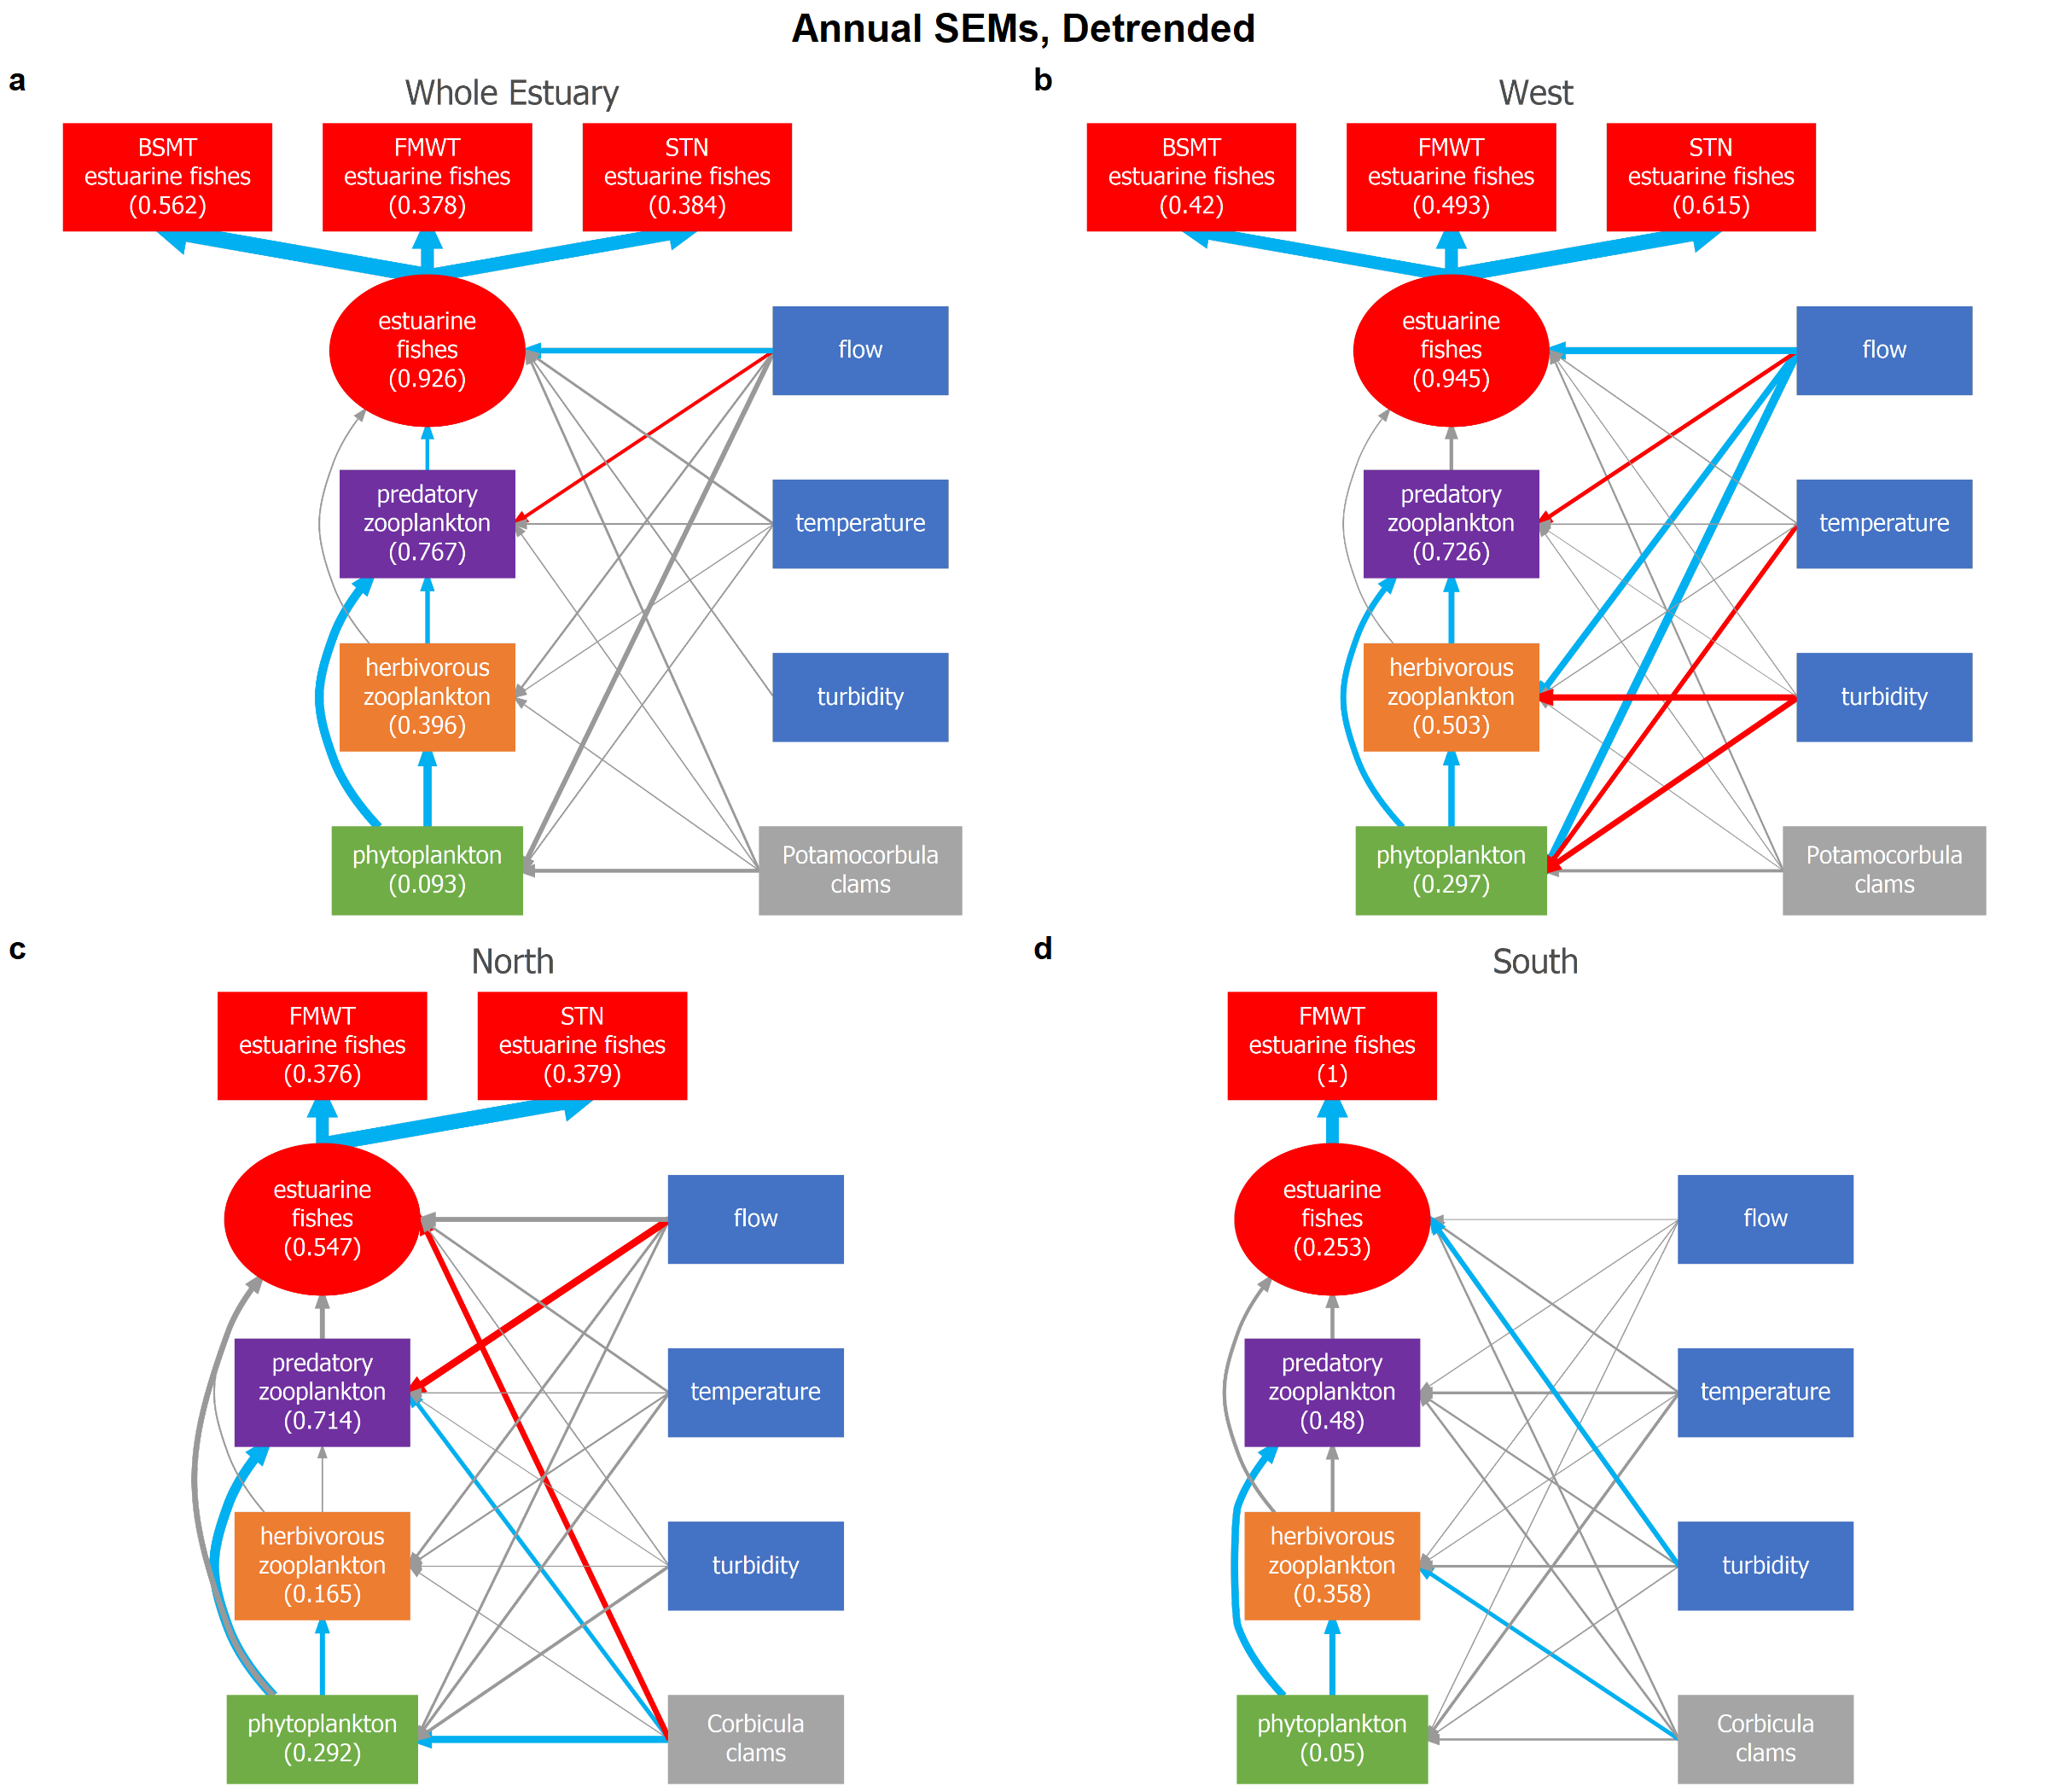 Annual SEMs, Detrended
a
Whole Estuary
BSMT
estuarine fishes
(0.562)
FMWT
estuarine fishes
(0.378)
STN
estuarine fishes
(0.384)
estuarine
fishes
(0.926)
flow
predatory
zooplankton
(0.767)
temperature
herbivorous
zooplankton
(0.396)
turbidity
phytoplankton
(0.093)
Potamocorbula
clams
b
West
BSMT
estuarine fishes
(0.42)
FMWT
estuarine fishes
(0.493)
STN
estuarine fishes
(0.615)
estuarine
fishes
(0.945)
flow
predatory
zooplankton
(0.726)
temperature
herbivorous
zooplankton
(0.503)
turbidity
phytoplankton
(0.297)
Potamocorbula
clams
c
North
FMWT
estuarine fishes
(0.376)
STN
estuarine fishes
(0.379)
estuarine
fishes
(0.547)
flow
predatory
zooplankton
(0.714)
temperature
herbivorous
zooplankton
(0.165)
turbidity
phytoplankton
(0.292)
Corbicula
clams
d
South
FMWT
estuarine fishes
(1)
estuarine
fishes
(0.253)
flow
predatory
zooplankton
(0.48)
temperature
herbivorous
zooplankton
(0.358)
turbidity
phytoplankton
(0.05)
Corbicula
clams